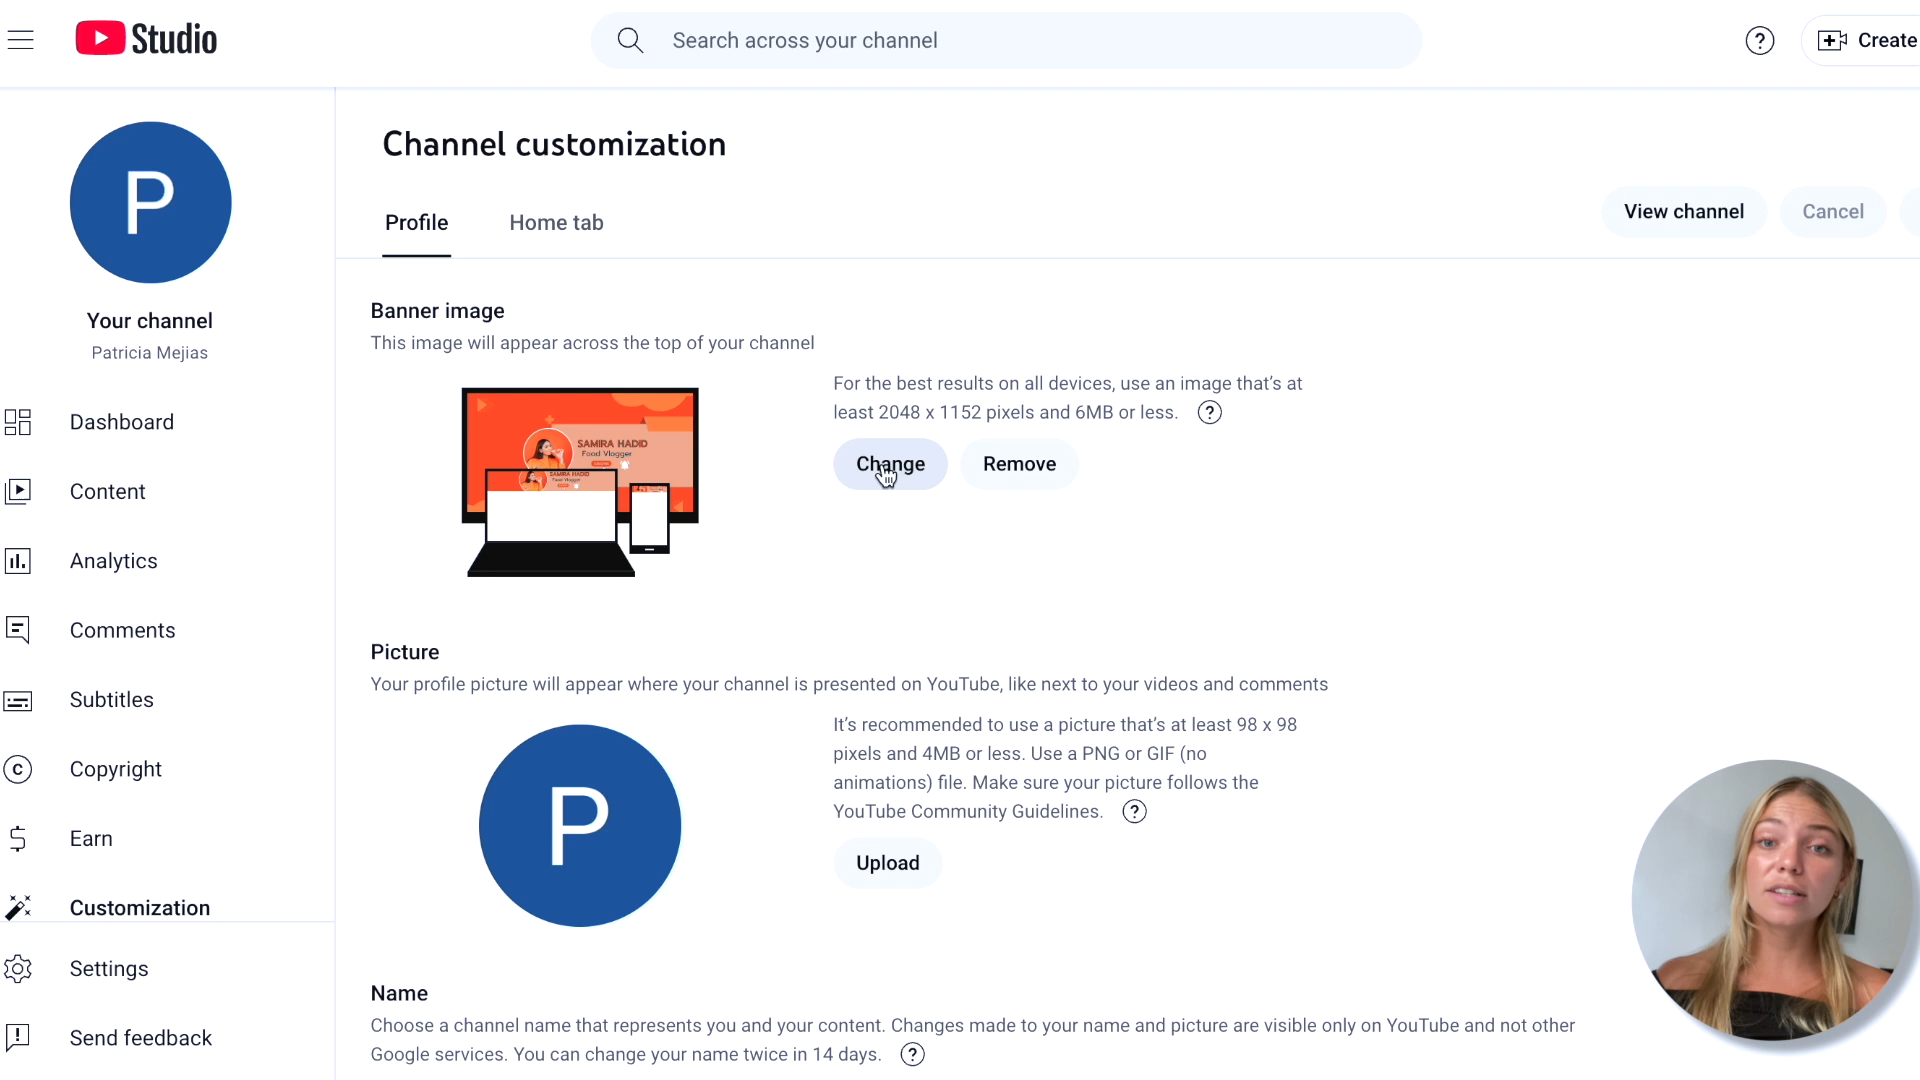 Studio
Search across your channel
Create
P
Your channel
Patricia Mejias
Dashboard
Content
Analytics
Comments
Subtitles
Copyright
Earn
Customization
Settings
Send feedback
Channel customization
Profile
Home tab
View channel
Cancel
Banner image
This image will appear across the top of your channel
SAMIRA HADID
Food Vlogger
SAMIRA HADID
Food Vlogger
For the best results on all devices, use an image that's at
least 2048 x 1152 pixels and 6MB or less.
Change
Remove
Picture
Your profile picture will appear where your channel is presented on YouTube, like next to your videos and comments
P
It's recommended to use a picture that's at least 98 x 98
pixels and 4MB or less. Use a PNG or GIF (no
animations) file. Make sure your picture follows the
YouTube Community Guidelines.
Upload
Name
Choose a channel name that represents you and your content. Changes made to your name and picture are visible only on YouTube and not other
Google services. You can change your name twice in 14 days.